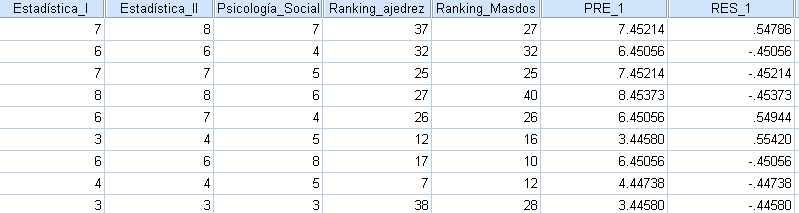 Estadística_I Estadística_II Psicología_Social Ranking_ajedrez Ranking_Masdos PRE_1 RES_1
7 8 7 37 27 7.45214 .54786
6 6 4 32 32 6.45056 -.45056
7 7 5 25 25 7.45214 -.45214
8 8 6 27 40 8.45373 -.45373
6 7 4 26 26 6.45056 .54944
3 4 5 12 16 3.44580 .55420
6 6 8 17 10 6.45056 -.45056
4 4 5 7 12 4.44738 -.44738
3 3 3 38 28 3.44580 -.44580